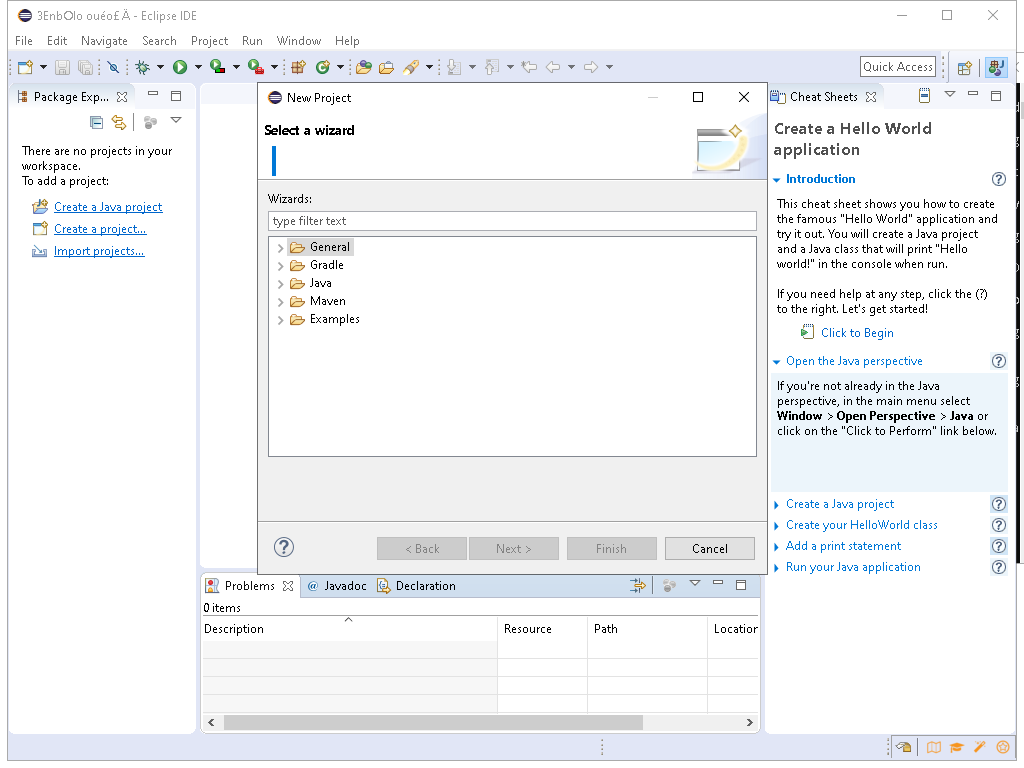 3EnbOlo ouéo£Ä - Eclipse IDE
File Edit Navigate Search Project Run Window Help
Quick Access
Package Exp...
There are no projects in your
workspace.
To add a project:
Create a Java project
Create a project...
Import projects...
New Project
Select a wizard
Wizards:
type filter text
General
Gradle
Java
Maven
Examples
< Back Next > Finish Cancel
Cheat Sheets
Create a Hello World
application
Introduction
This cheat sheet shows you how to create
the famous "Hello World" application and
try it out. You will create a Java project
and a Java class that will print "Hello
world!" in the console when run.
If you need help at any step, click the (?)
to the right. Let's get started!
Click to Begin
Open the Java perspective
If you're not already in the Java
perspective, in the main menu select
Window > Open Perspective > Java or
click on the "Click to Perform" link below.
Create a Java project
Create your HelloWorld class
Add a print statement
Run your Java application
Problems @ Javadoc Declaration
0 items
Description Resource Path Location